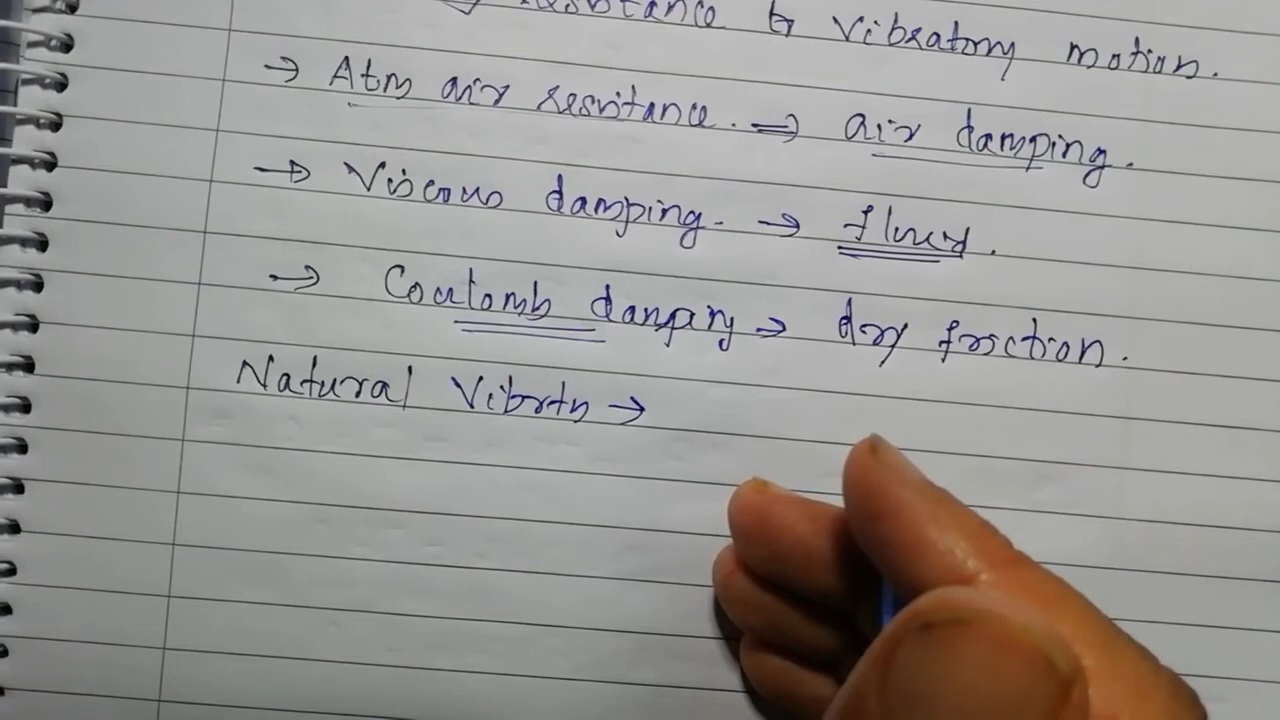 resistance to Vibratory motion.
→ Atm air resistance. ⇒ air damping.
→ Viscous damping. → fluid.
→ Coulomb damping → dry friction.
Natural Vibrtn →